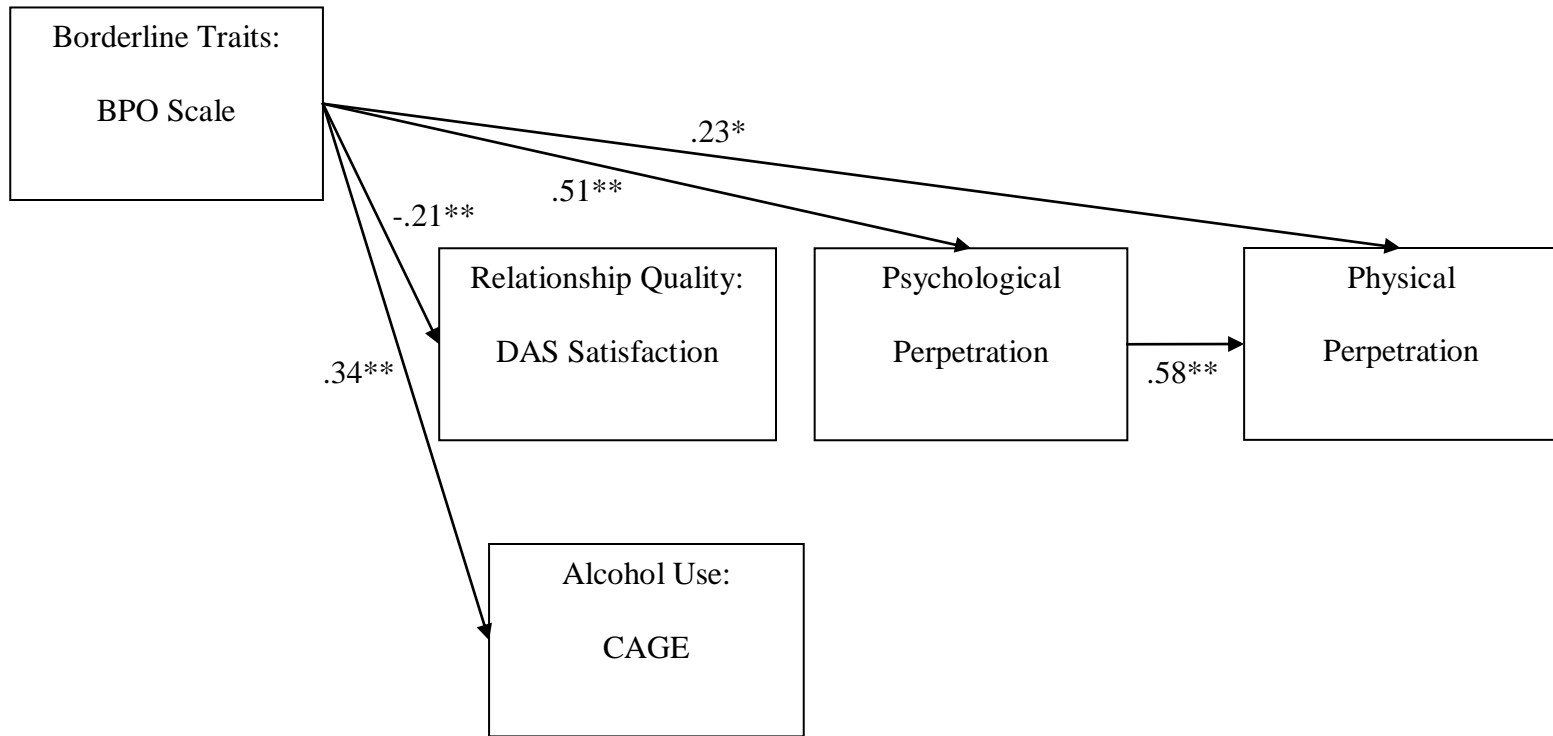 Borderline Traits:
BPO Scale
.23*
.51**
-.21**
Relationship Quality:
DAS Satisfaction
Psychological
Perpetration
Physical
Perpetration
.34**
.58**
Alcohol Use:
CAGE